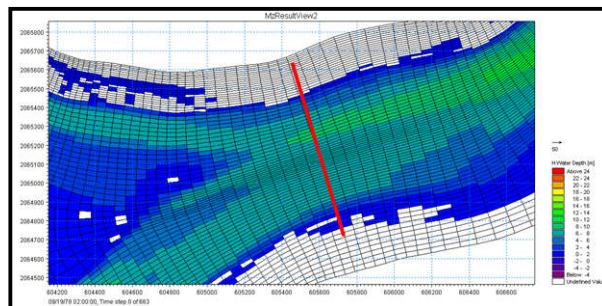 MzResultView2
2065800
2065700
2065600
2065500
2065400
2065300
2065200
2065100
2065000
2064900
2064800
2064700
2064600
2064500
604200 604400 604600 604800 605000 605200 605400 605600 605800 606000 606200 606400 606600
09/19/78 02:00:00, Time step 0 of 663
50
H Water Depth [m]
Above 24
22 - 24
20 - 22
18 - 20
16 - 18
14 - 16
12 - 14
10 - 12
8 - 10
6 - 8
4 - 6
2 - 4
0 - 2
-2 - 0
-4 - -2
Below -4
Undefined Value